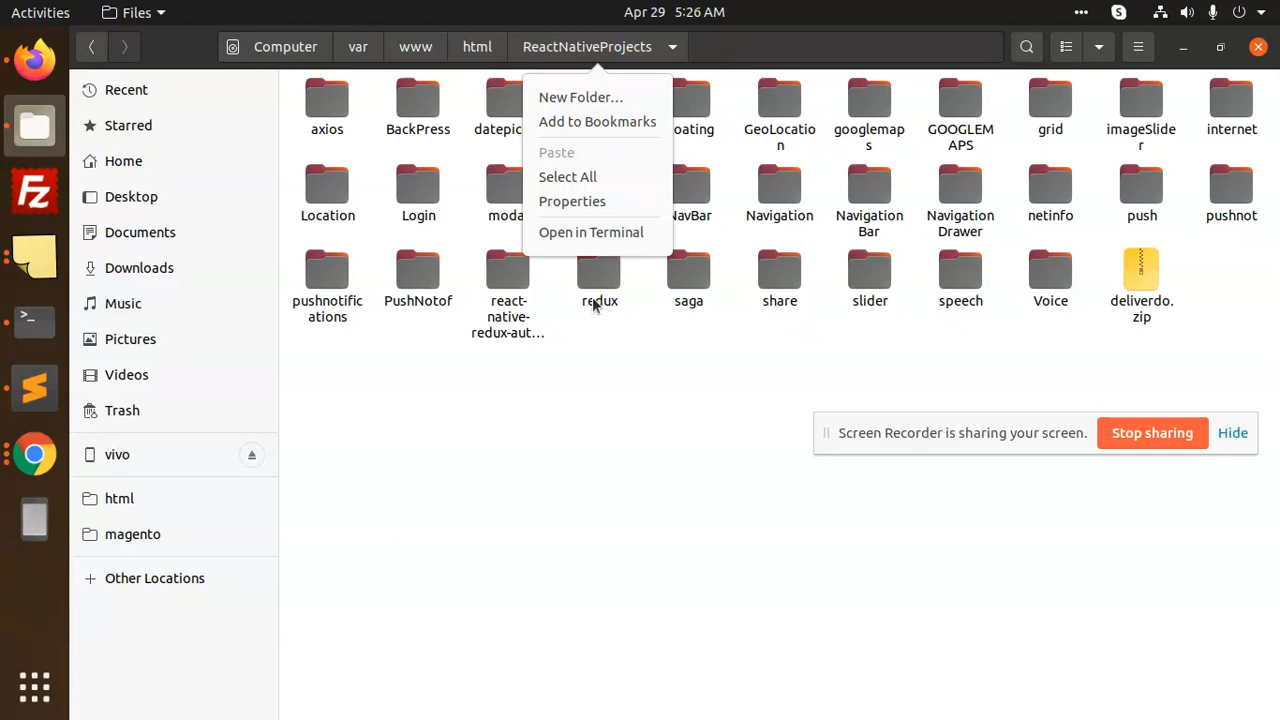 Activities
Files
Apr 29 5:26 AM
Computer
var
www
html
ReactNativeProjects
Recent
Starred
Home
Desktop
Documents
Downloads
Music
Pictures
Videos
Trash
vivo
html
magento
Other Locations
New Folder…
Add to Bookmarks
Paste
Select All
Properties
Open in Terminal
axios
BackPress
datepic
oating
GeoLocatio
n
googlemap
s
GOOGLEM
APS
grid
imageSlide
r
internet
Location
Login
moda
NavBar
Navigation
Navigation
Bar
Navigation
Drawer
netinfo
push
pushnot
pushnotific
ations
PushNotof
react-
native-
redux-aut…
redux
saga
share
slider
speech
Voice
deliverdo.
zip
Screen Recorder is sharing your screen.
Stop sharing
Hide